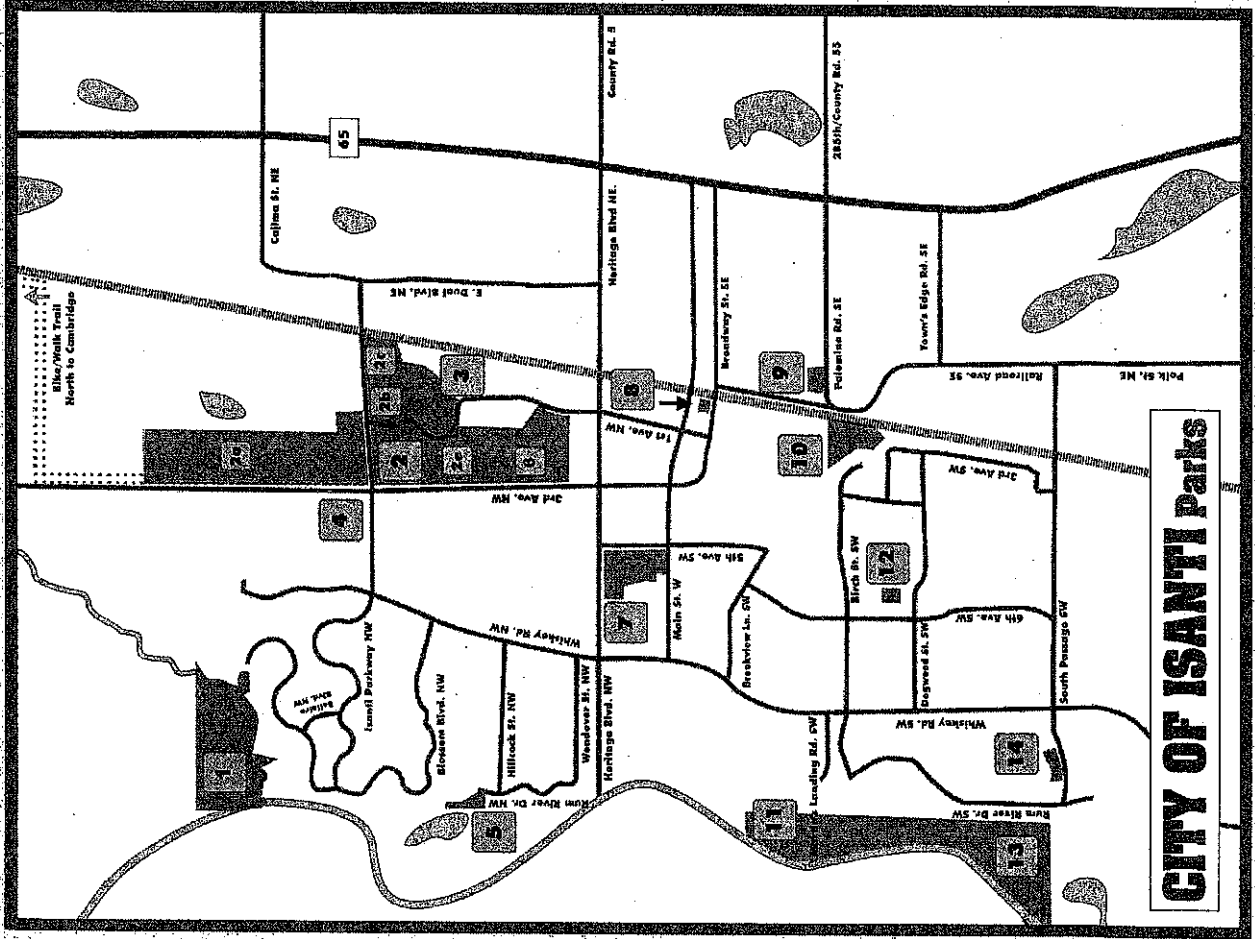 Bike/Walk Trail
North to Cambridge
65
Cajima St. NE
E. Dual Blvd. NE
County Rd. 5
Heritage Blvd NE.
285th/County Rd. 55
Broadway St. SE
Palomino Rd. SE
Town's Edge Rd. SE
Railroad Ave. SE
Polk St. NE
1st Ave. NW
3rd Ave. NW
3rd Ave. SW
5th Ave. SW
6th Ave. SW
Main St. W
Brookview Ln. SW
Birch St. SW
Dogwood St. SW
South Passage SW
Whiskey Rd. NW
Whiskey Rd. SW
Isanti Parkway NW
Bellaire
Blvd. NW
Blossom Blvd. NW
Hillock St. NW
Wendover St. NW
Heritage Blvd. NW
Rum River Dr. NW
Landing Rd. SW
Rum River Dr. SW
1
2
2a
2b
2c
3
4
5
6
7
8
9
10
11
12
13
14
CITY OF ISANTI Parks